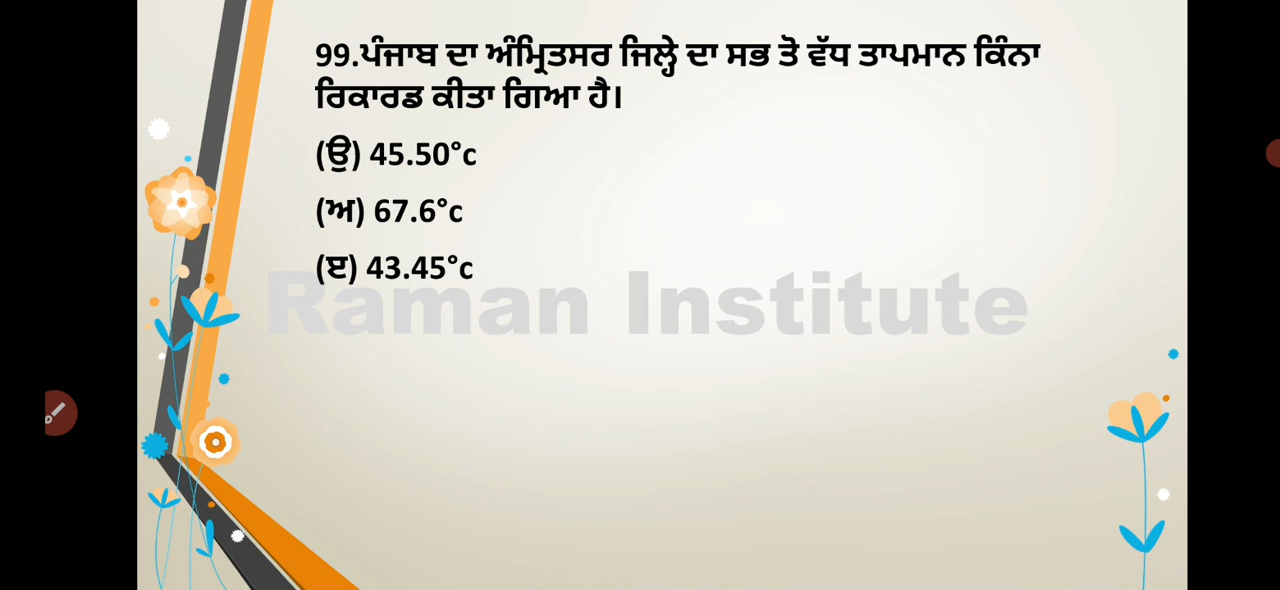 99.ਪੰਜਾਬ ਦਾ ਅੰਮ੍ਰਿਤਸਰ ਜਿਲ੍ਹੇ ਦਾ ਸਭ ਤੋ ਵੱਧ ਤਾਪਮਾਨ ਕਿੰਨਾ
ਰਿਕਾਰਡ ਕੀਤਾ ਗਿਆ ਹੈ।
(ੳ) 45.50°c
(ਅ) 67.6°c
(ੲ) 43.45°c
Raman Institute